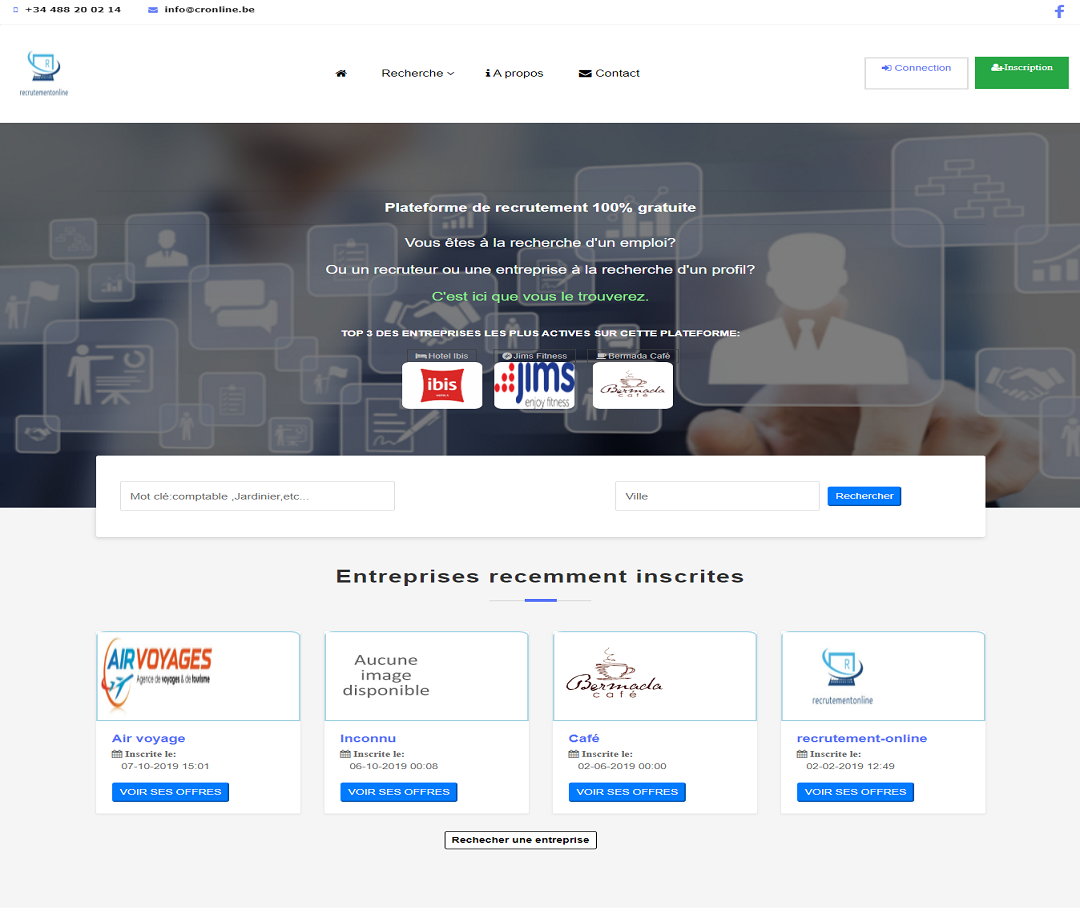 +34 488 20 02 14 info@cronline.be
recrutementonline
Recherche A propos Contact Connection Inscription
Plateforme de recrutement 100% gratuite
Vous êtes à la recherche d'un emploi?
Ou un recruteur ou une entreprise à la recherche d'un profil?
C'est ici que vous le trouverez.
TOP 3 DES ENTREPRISES LES PLUS ACTIVES SUR CETTE PLATEFORME:
Hotel Ibis Jims Fitness Bermada Café
ibis
HOTELS
jims
enjoy fitness
Bermada
café
Mot clé:comptable ,Jardinier,etc... Ville Rechercher
Entreprises recemment inscrites
AIRVOYAGES
Agence de voyages & de tourisme
Aucune
image
disponible
Bermada
café
R
recrutementonline
Air voyage
Inscrite le:
07-10-2019 15:01
VOIR SES OFFRES
Inconnu
Inscrite le:
06-10-2019 00:08
VOIR SES OFFRES
Café
Inscrite le:
02-06-2019 00:00
VOIR SES OFFRES
recrutement-online
Inscrite le:
02-02-2019 12:49
VOIR SES OFFRES
Rechecher une entreprise